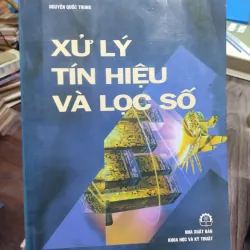 NGUYỄN QUỐC TRUNG
XỬ LÝ
TÍN HIỆU
VÀ LỌC SỐ
NHÀ XUẤT BẢN
KHOA HỌC VÀ KỸ THUẬT